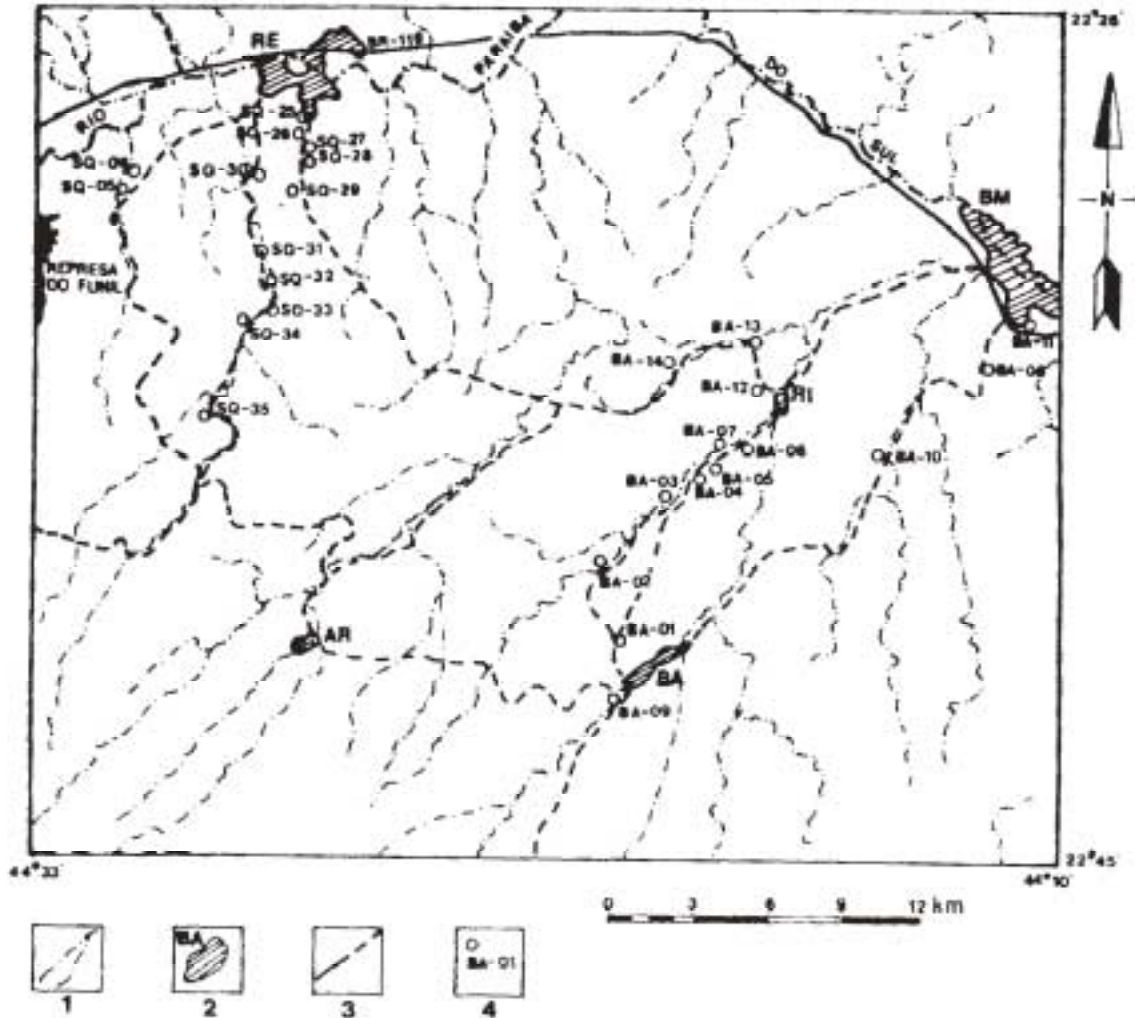 22°28'
RE
BR-116
PARAIBA
DO
SUL
RIO
SQ-25
SQ-26
SQ-27
SQ-28
SQ-29
SQ-30
SQ-05
BM
N
SQ-31
REPRESA
DO FUNIL
SQ-32
SQ-33
SQ-34
BA-13
BA-14
BA-11
BA-12
SQ-35
BA-07
BA-10
BA-03
BA-05
BA-04
BA-02
BA-01
AR
BA
BA-09
22°45'
44°33'
44°10'
0 3 6 9 12 km
BA
BA-01
1 2 3 4